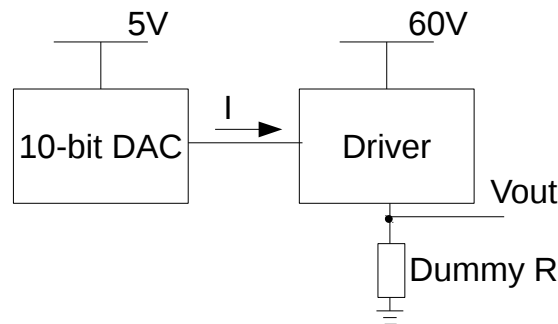 5V
60V
10-bit DAC
I
Driver
Vout
Dummy R